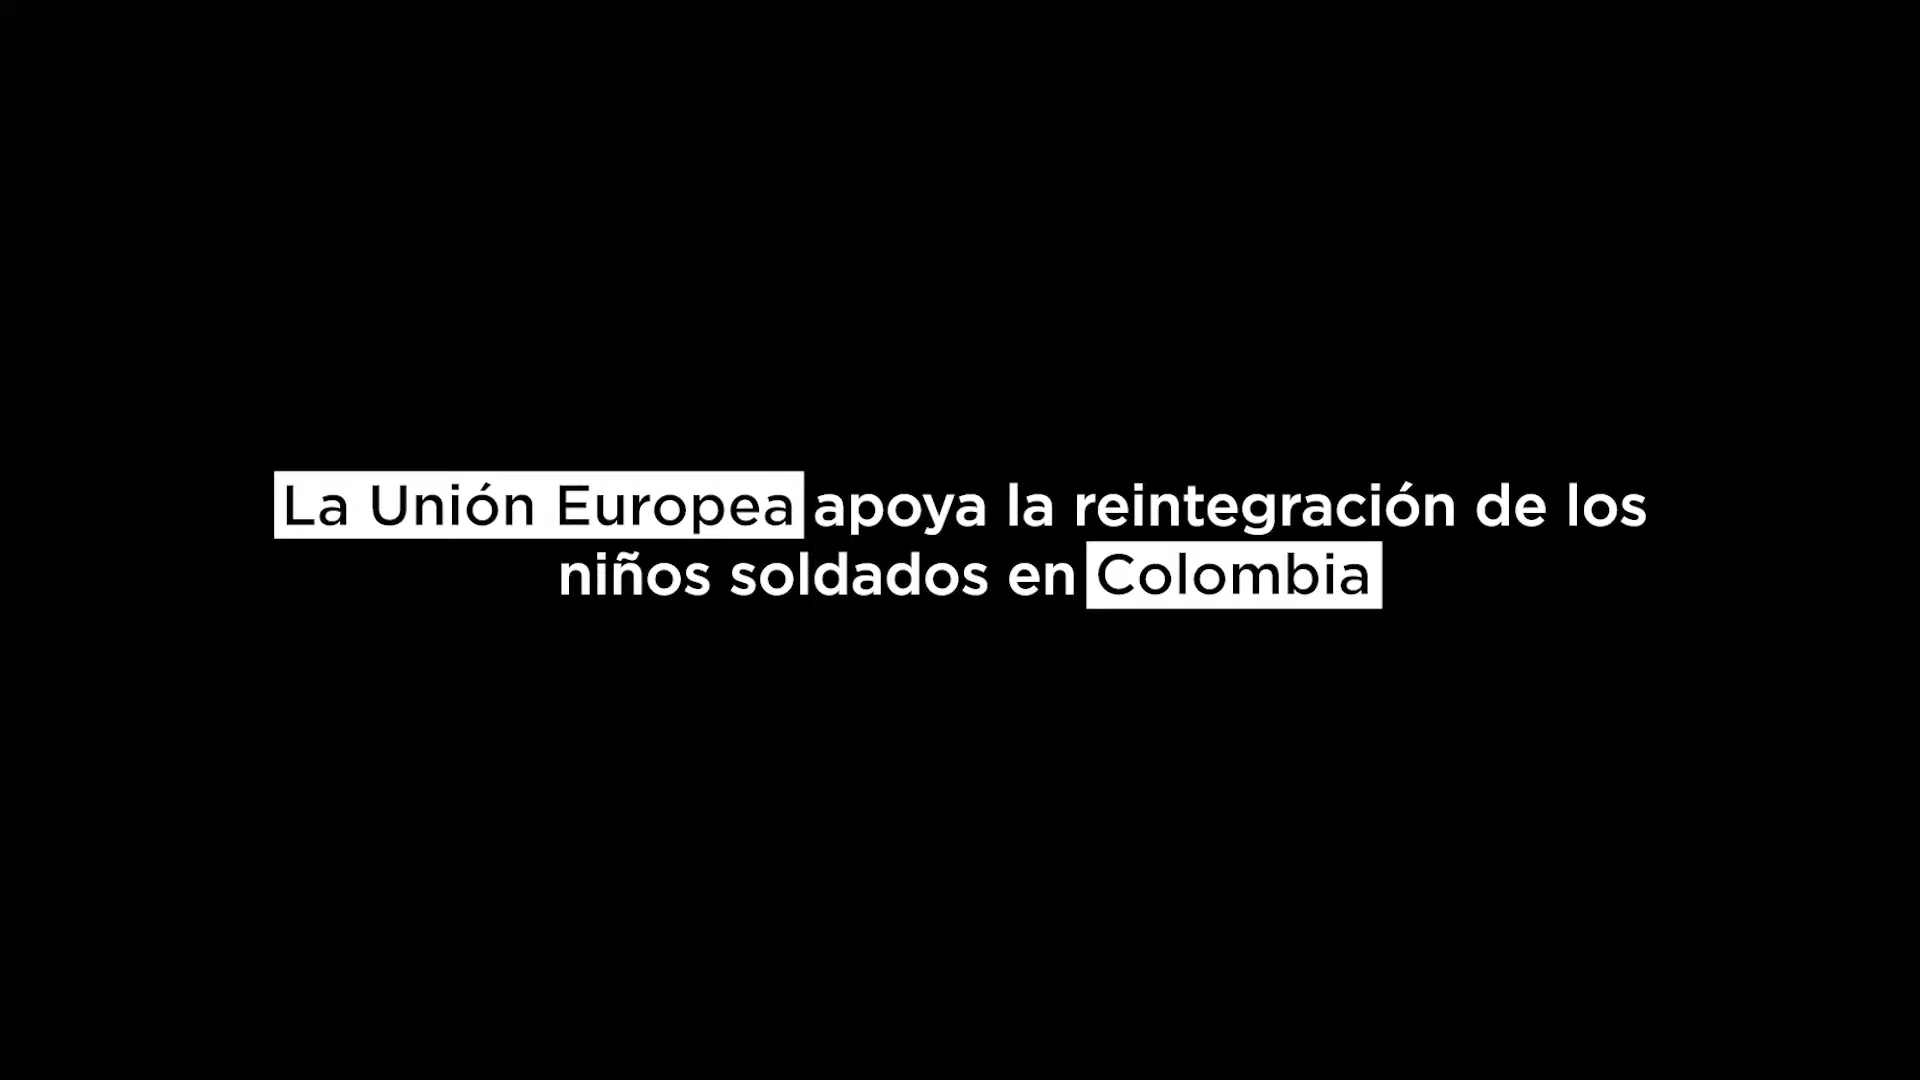 La Unión Europea apoya la reintegración de los
niños soldados en Colombia